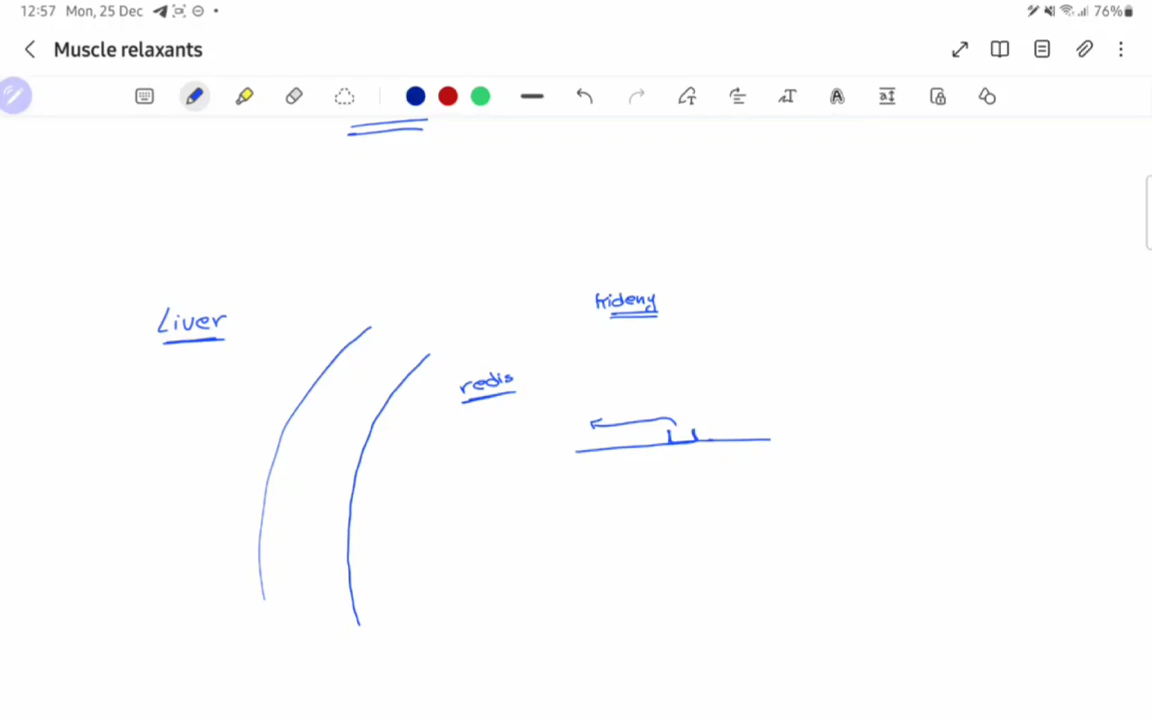 12:57 Mon, 25 Dec 76%
Muscle relaxants
kideny
Liver
redis